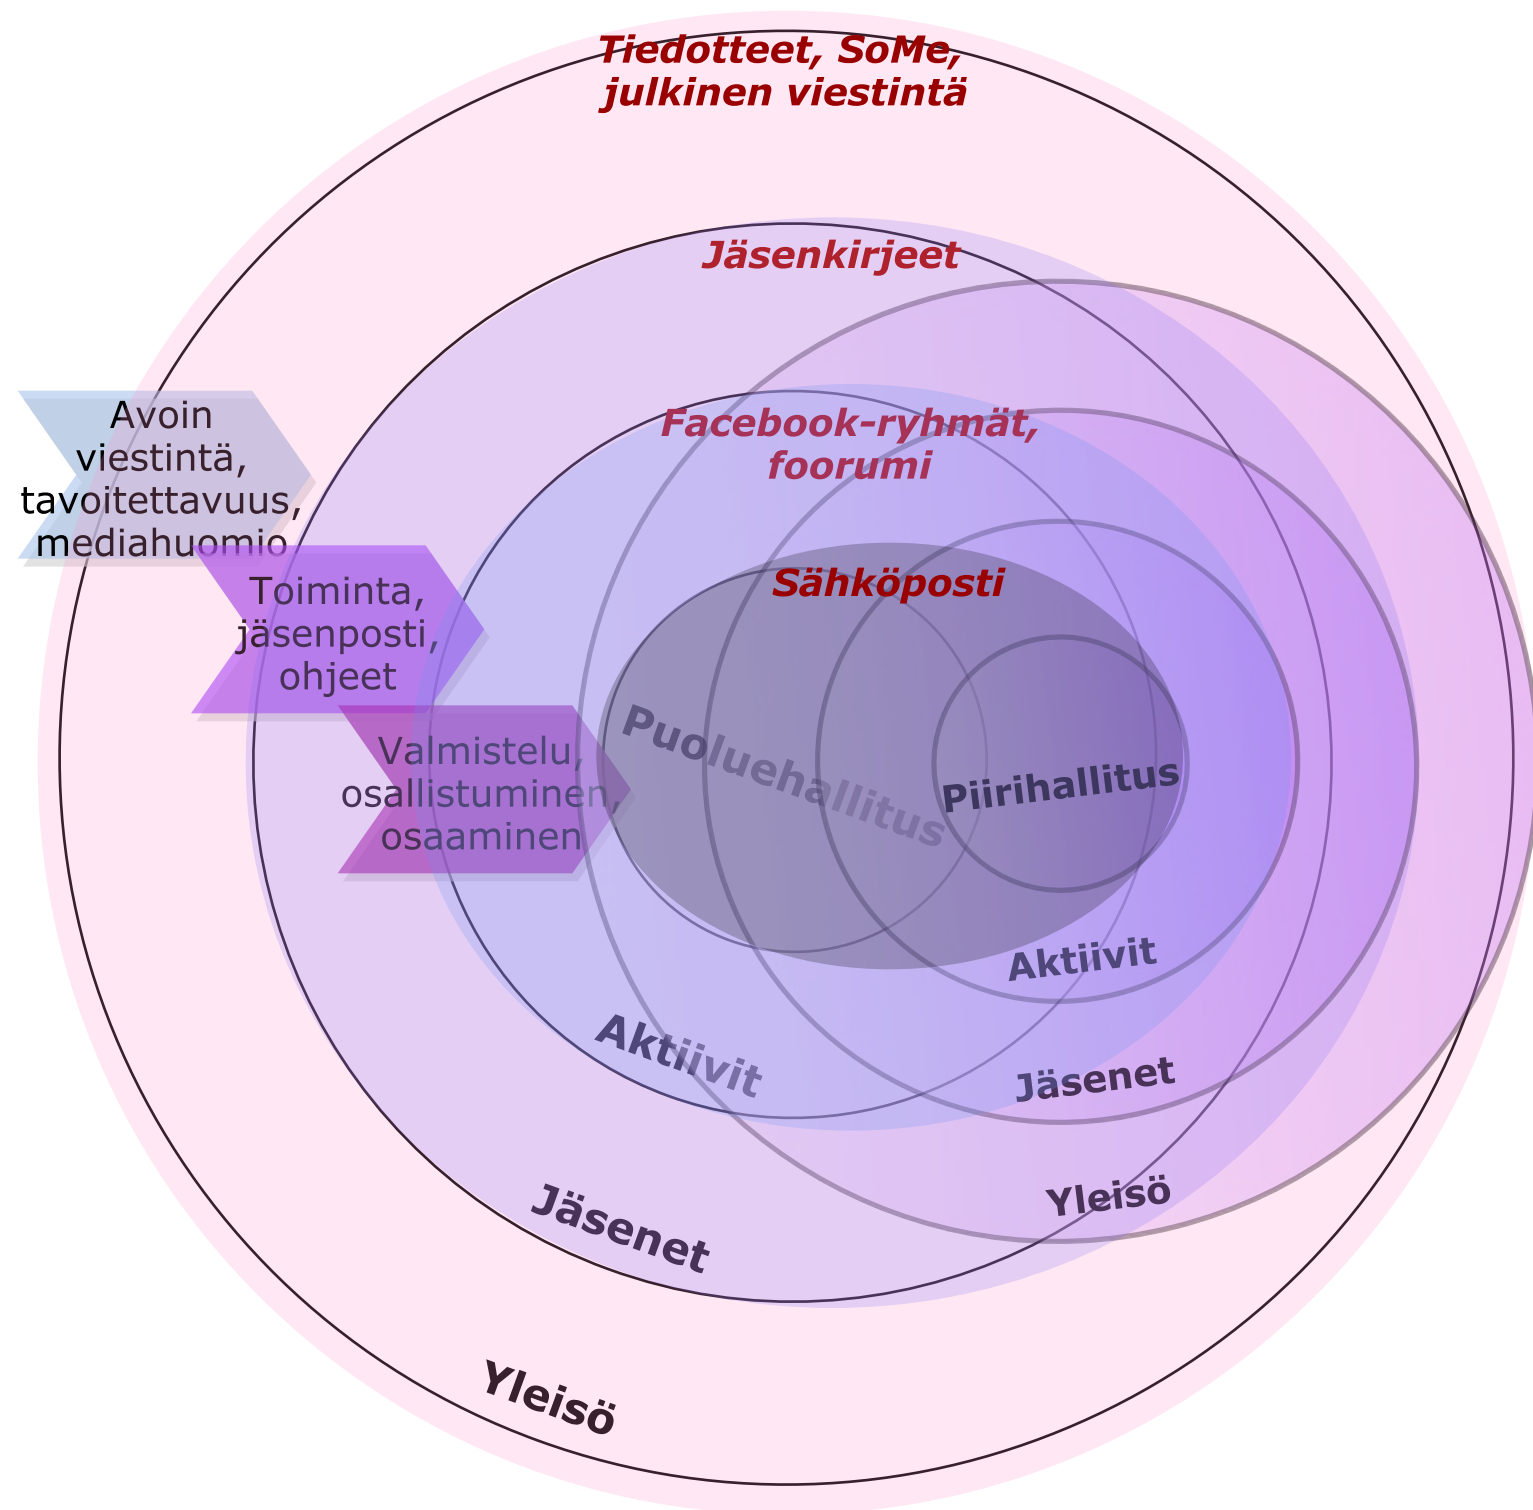 Tiedotteet, SoMe,
julkinen viestintä
Jäsenkirjeet
Facebook-ryhmät,
foorumi
Sähköposti
Avoin
viestintä,
tavoitettavuus,
mediahuomio
Toiminta,
jäsenposti,
ohjeet
Valmistelu,
osallistuminen,
osaaminen
Puoluehallitus
Piirihallitus
Aktiivit
Aktiivit
Jäsenet
Jäsenet
Yleisö
Yleisö